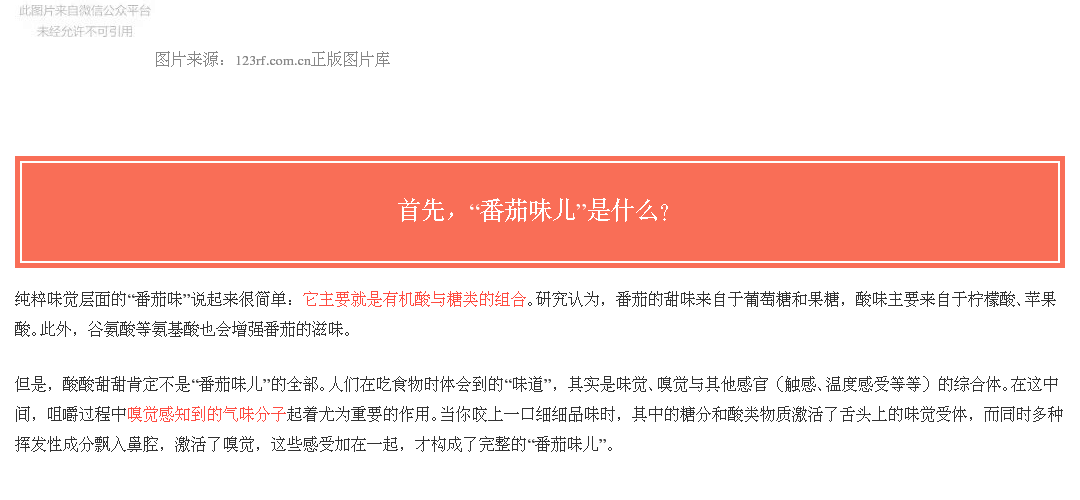 此图片来自微信公众平台
未经允许不可引用
图片来源：123rf.com.cn正版图片库
首先，“番茄味儿”是什么？
纯粹味觉层面的“番茄味”说起来很简单：它主要就是有机酸与糖类的组合。研究认为，番茄的甜味来自于葡萄糖和果糖，酸味主要来自于柠檬酸、苹果
酸。此外，谷氨酸等氨基酸也会增强番茄的滋味。
但是，酸酸甜甜肯定不是“番茄味儿”的全部。人们在吃食物时体会到的“味道”，其实是味觉、嗅觉与其他感官（触感、温度感受等等）的综合体。在这中
间，咀嚼过程中嗅觉感知到的气味分子起着尤为重要的作用。当你咬上一口细细品味时，其中的糖分和酸类物质激活了舌头上的味觉受体，而同时多种
挥发性成分飘入鼻腔，激活了嗅觉，这些感受加在一起，才构成了完整的“番茄味儿”。